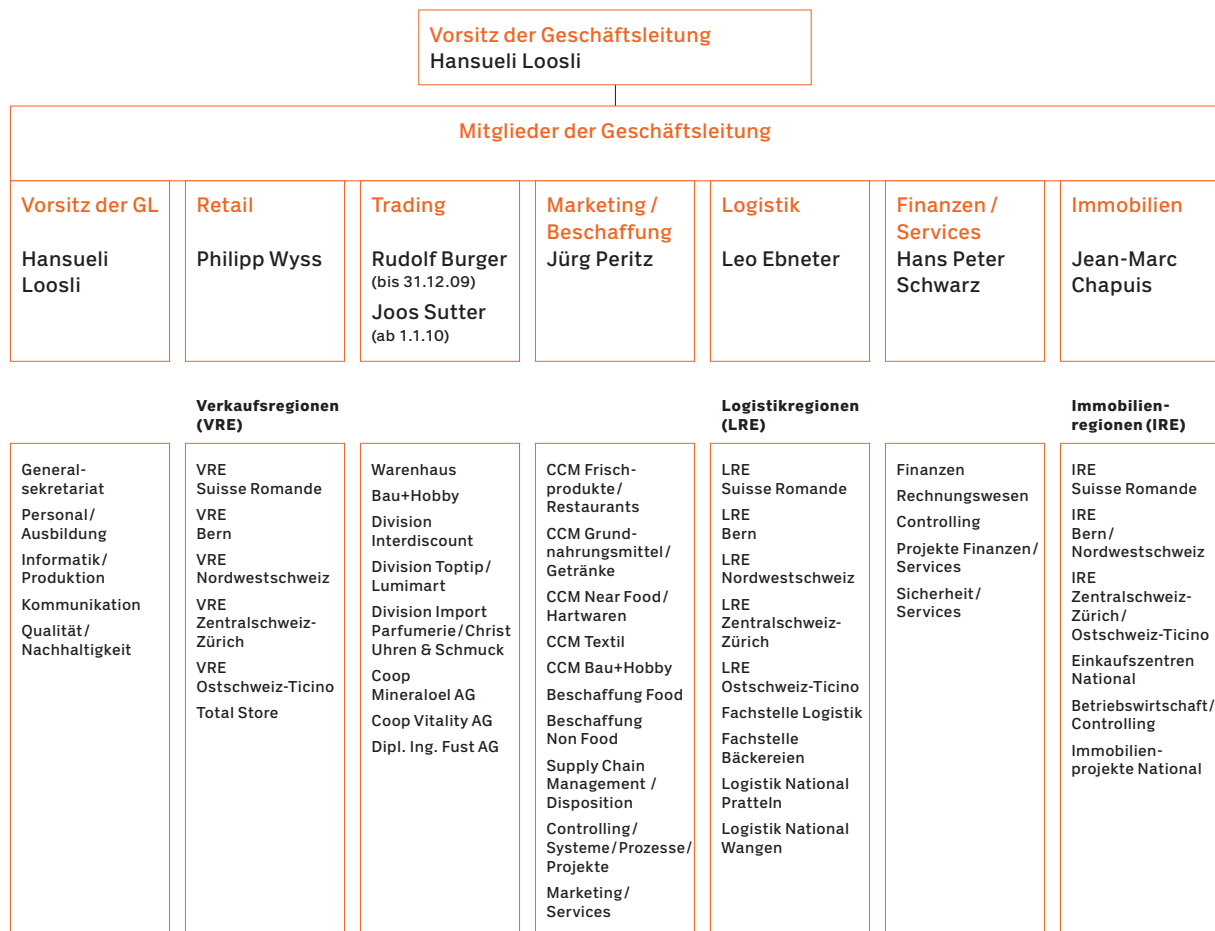 Vorsitz der Geschäftsleitung
Hansueli Loosli
Mitglieder der Geschäftsleitung
Vorsitz der GL
Hansueli
Loosli
Retail
Philipp Wyss
Trading
Rudolf Burger
(bis 31.12.09)
Joos Sutter
(ab 1.1.10)
Marketing /
Beschaffung
Jürg Peritz
Logistik
Leo Ebneter
Finanzen /
Services
Hans Peter
Schwarz
Immobilien
Jean-Marc
Chapuis
General-
sekretariat
Personal/
Ausbildung
Informatik/
Produktion
Kommunikation
Qualität/
Nachhaltigkeit
Verkaufsregionen
(VRE)
VRE
Suisse Romande
VRE
Bern
VRE
Nordwestschweiz
VRE
Zentralschweiz-
Zürich
VRE
Ostschweiz-Ticino
Total Store
Warenhaus
Bau+Hobby
Division
Interdiscount
Division Toptip/
Lumimart
Division Import
Parfumerie/Christ
Uhren & Schmuck
Coop
Mineraloel AG
Coop Vitality AG
Dipl. Ing. Fust AG
CCM Frisch-
produkte/
Restaurants
CCM Grund-
nahrungsmittel/
Getränke
CCM Near Food/
Hartwaren
CCM Textil
CCM Bau+Hobby
Beschaffung Food
Beschaffung
Non Food
Supply Chain
Management /
Disposition
Controlling/
Systeme/Prozesse/
Projekte
Marketing/
Services
Logistikregionen
(LRE)
LRE
Suisse Romande
LRE
Bern
LRE
Nordwestschweiz
LRE
Zentralschweiz-
Zürich
LRE
Ostschweiz-Ticino
Fachstelle Logistik
Fachstelle
Bäckereien
Logistik National
Pratteln
Logistik National
Wangen
Finanzen
Rechnungswesen
Controlling
Projekte Finanzen/
Services
Sicherheit/
Services
Immobilien-
regionen (IRE)
IRE
Suisse Romande
IRE
Bern/
Nordwestschweiz
IRE
Zentralschweiz-
Zürich/
Ostschweiz-Ticino
Einkaufszentren
National
Betriebswirtschaft/
Controlling
Immobilien-
projekte National